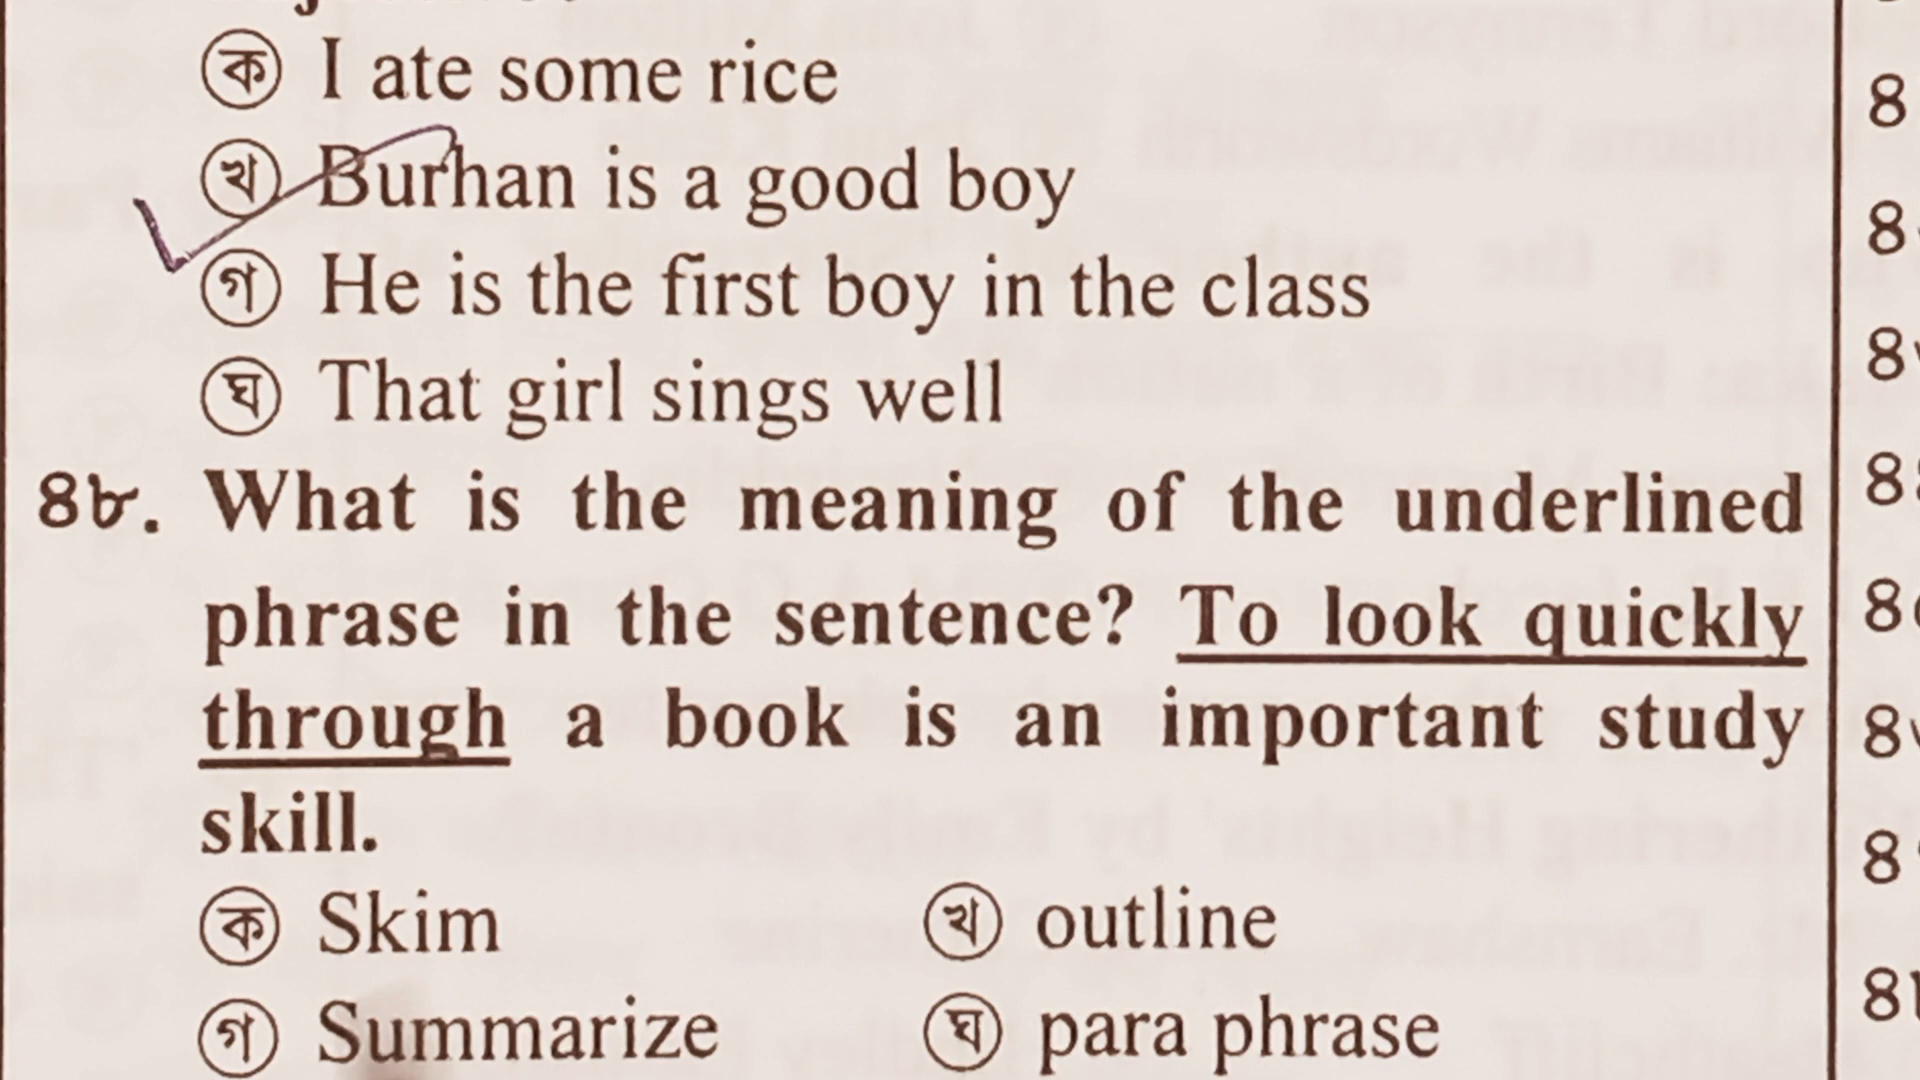 ক I ate some rice
খ Burhan is a good boy
গ He is the first boy in the class
ঘ That girl sings well
৪৮. What is the meaning of the underlined
phrase in the sentence? To look quickly
through a book is an important study
skill.
ক Skim খ outline
গ Summarize ঘ para phrase